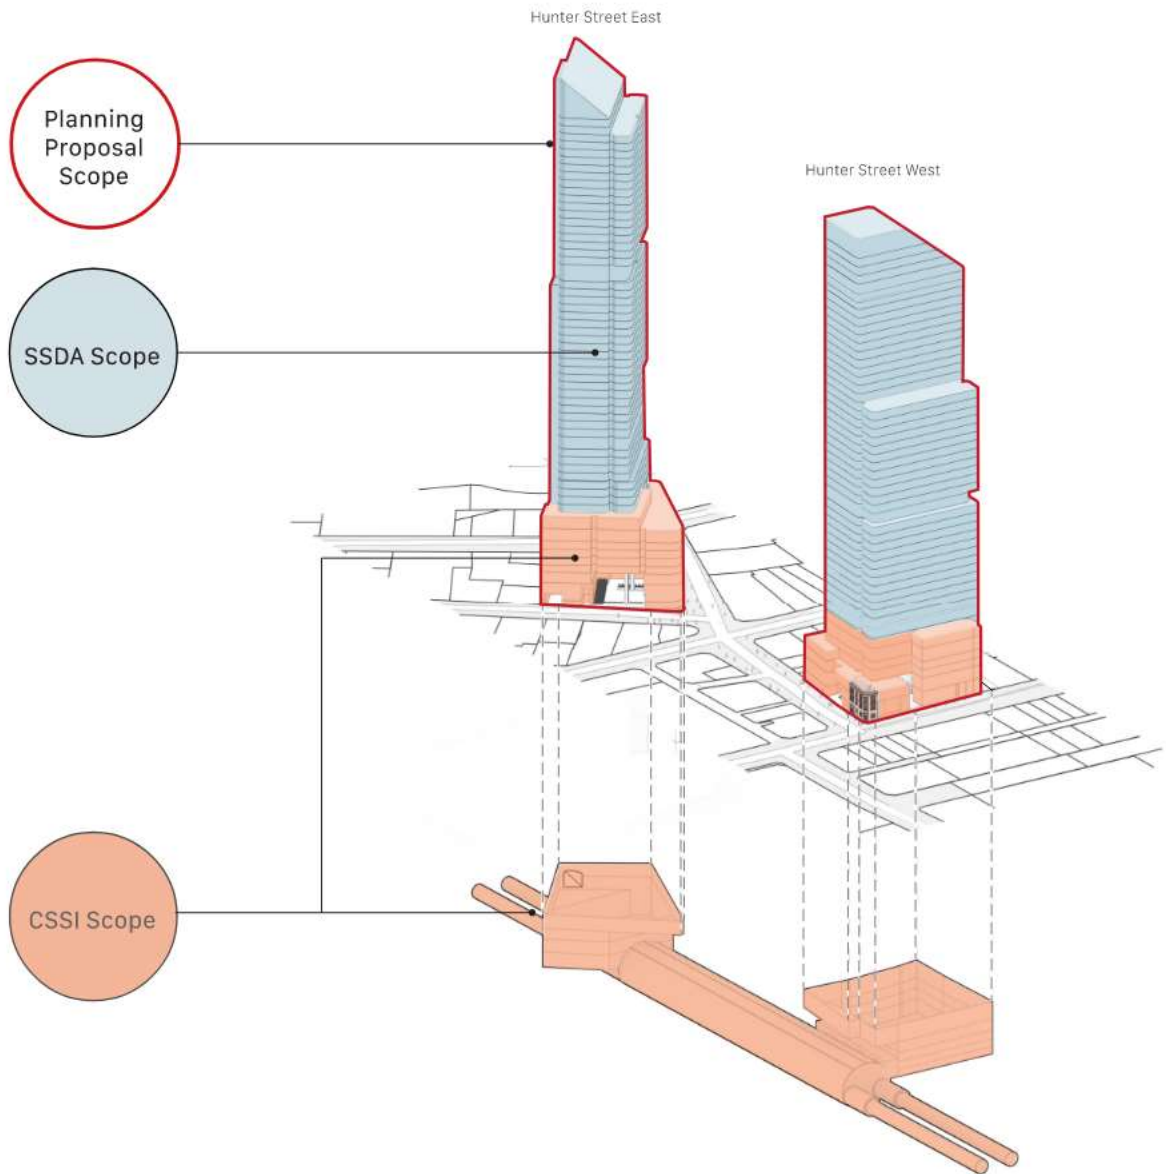 Hunter Street East
Planning
Proposal
Scope
Hunter Street West
SSDA Scope
CSSI Scope